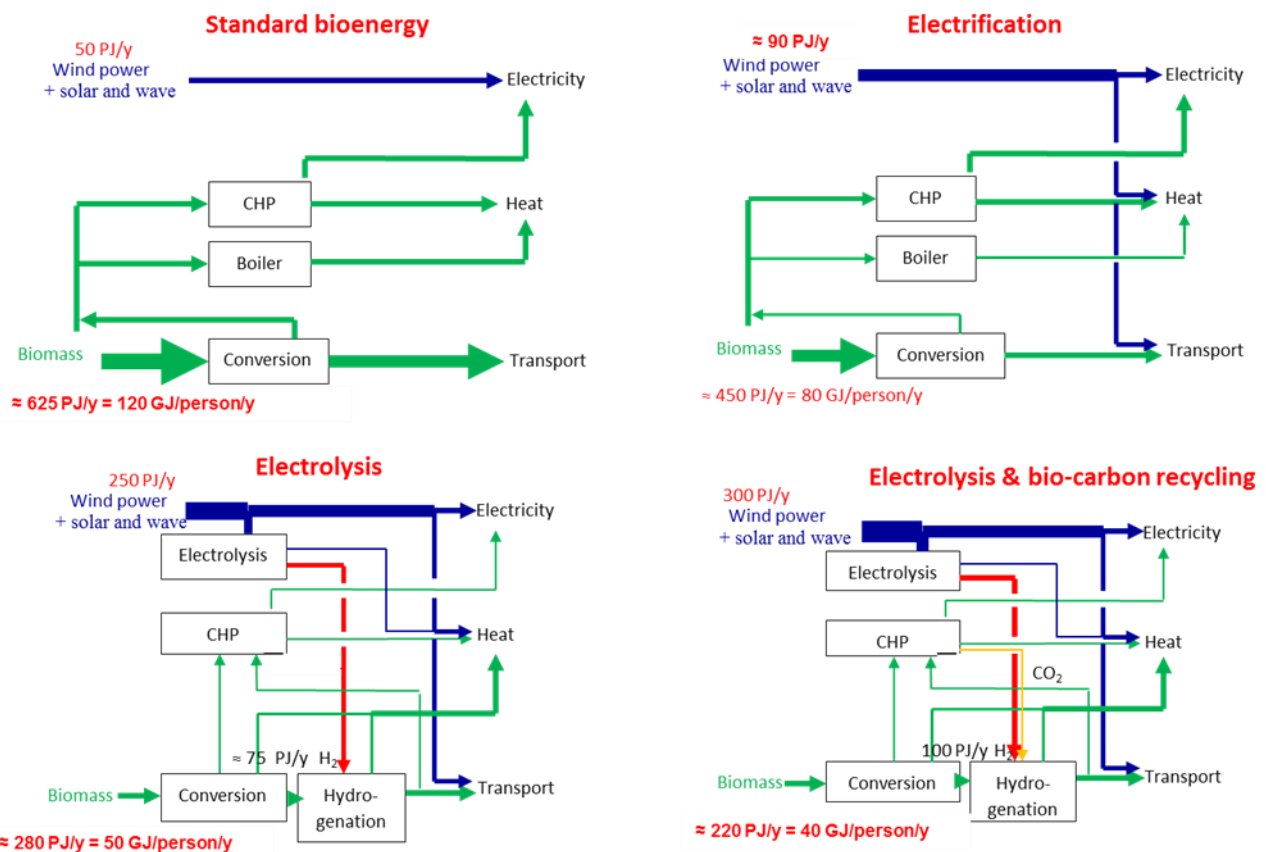 Standard bioenergy
50 PJ/y
Wind power
+ solar and wave
Electricity
CHP
Heat
Boiler
Biomass
Conversion
Transport
≈ 625 PJ/y = 120 GJ/person/y
Electrification
≈ 90 PJ/y
Wind power
+ solar and wave
Electricity
CHP
Heat
Boiler
Biomass
Conversion
Transport
≈ 450 PJ/y = 80 GJ/person/y
Electrolysis
250 PJ/y
Wind power
+ solar and wave
Electricity
Electrolysis
CHP
Heat
≈ 75 PJ/y H₂
Biomass
Conversion
Hydro-
genation
Transport
≈ 280 PJ/y = 50 GJ/person/y
Electrolysis & bio-carbon recycling
300 PJ/y
Wind power
+ solar and wave
Electricity
Electrolysis
CHP
Heat
CO₂
100 PJ/y H₂
Biomass
Conversion
Hydro-
genation
Transport
≈ 220 PJ/y = 40 GJ/person/y